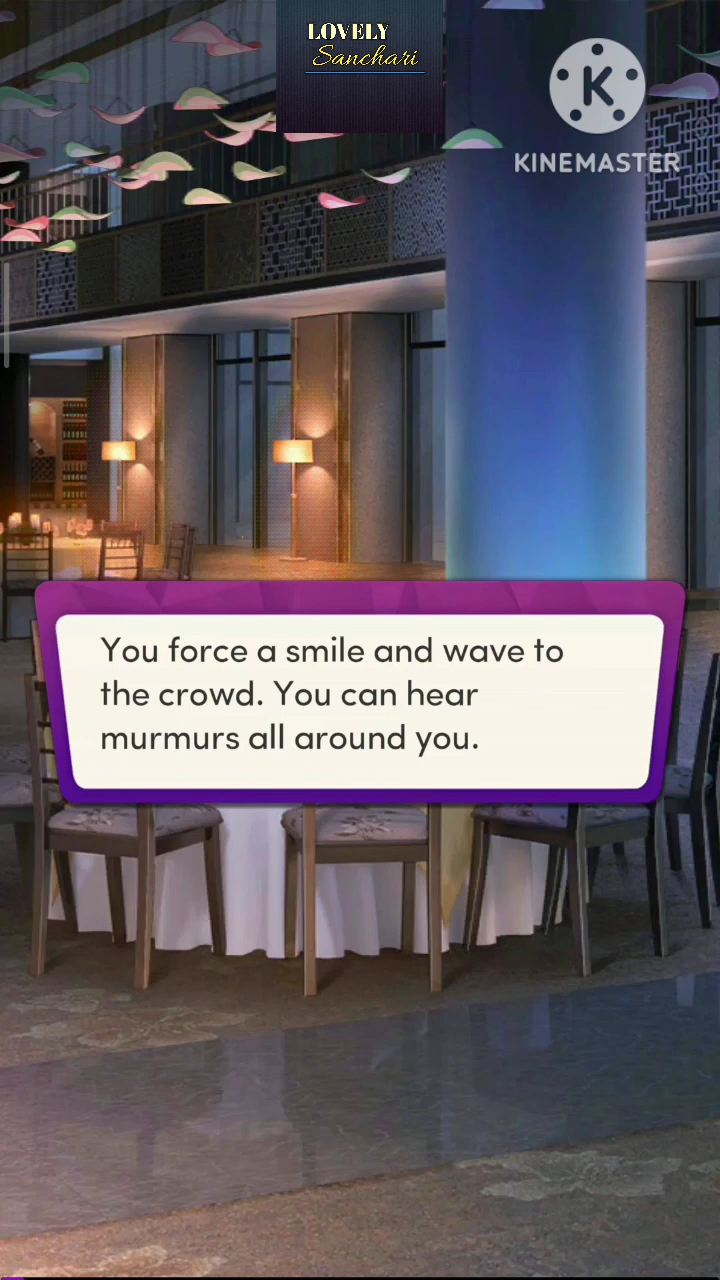 LOVELY
Sanchari
K
KINEMASTER
You force a smile and wave to
the crowd. You can hear
murmurs all around you.